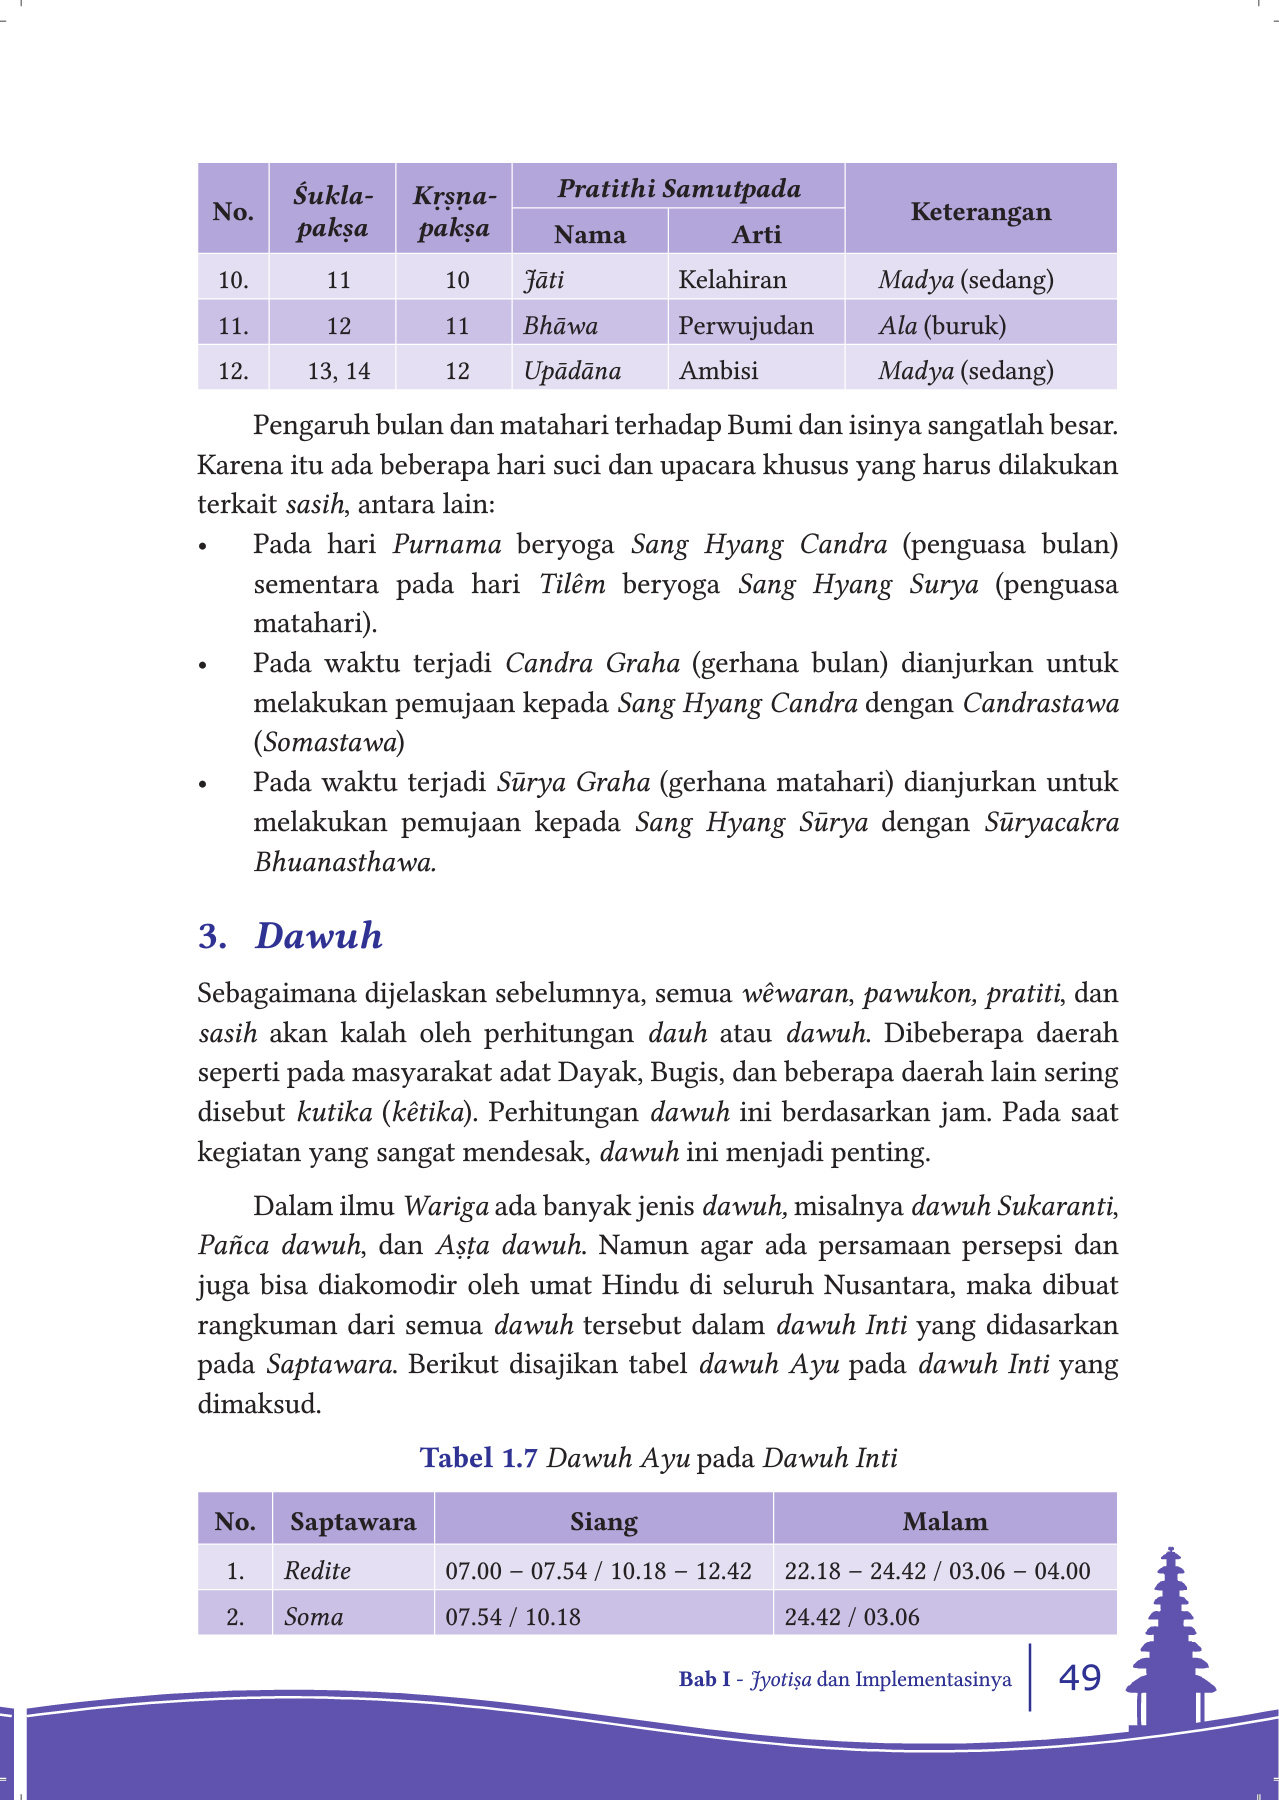 No. Śukla-pakṣa Kṛṣṇa-pakṣa Pratithi Samutpada Keterangan
Nama Arti
10. 11 10 Jāti Kelahiran Madya (sedang)
11. 12 11 Bhāwa Perwujudan Ala (buruk)
12. 13, 14 12 Upādāna Ambisi Madya (sedang)
Pengaruh bulan dan matahari terhadap Bumi dan isinya sangatlah besar.
Karena itu ada beberapa hari suci dan upacara khusus yang harus dilakukan
terkait sasih, antara lain:
• Pada hari Purnama beryoga Sang Hyang Candra (penguasa bulan)
sementara pada hari Tilêm beryoga Sang Hyang Surya (penguasa
matahari).
• Pada waktu terjadi Candra Graha (gerhana bulan) dianjurkan untuk
melakukan pemujaan kepada Sang Hyang Candra dengan Candrastawa
(Somastawa)
• Pada waktu terjadi Sūrya Graha (gerhana matahari) dianjurkan untuk
melakukan pemujaan kepada Sang Hyang Sūrya dengan Sūryacakra
Bhuanasthawa.
3. Dawuh
Sebagaimana dijelaskan sebelumnya, semua wêwaran, pawukon, pratiti, dan
sasih akan kalah oleh perhitungan dauh atau dawuh. Dibeberapa daerah
seperti pada masyarakat adat Dayak, Bugis, dan beberapa daerah lain sering
disebut kutika (kêtika). Perhitungan dawuh ini berdasarkan jam. Pada saat
kegiatan yang sangat mendesak, dawuh ini menjadi penting.
Dalam ilmu Wariga ada banyak jenis dawuh, misalnya dawuh Sukaranti,
Pañca dawuh, dan Aṣṭa dawuh. Namun agar ada persamaan persepsi dan
juga bisa diakomodir oleh umat Hindu di seluruh Nusantara, maka dibuat
rangkuman dari semua dawuh tersebut dalam dawuh Inti yang didasarkan
pada Saptawara. Berikut disajikan tabel dawuh Ayu pada dawuh Inti yang
dimaksud.
Tabel 1.7 Dawuh Ayu pada Dawuh Inti
No. Saptawara Siang Malam
1. Redite 07.00 – 07.54 / 10.18 – 12.42 22.18 – 24.42 / 03.06 – 04.00
2. Soma 07.54 / 10.18 24.42 / 03.06
Bab I - Jyotiṣa dan Implementasinya 49